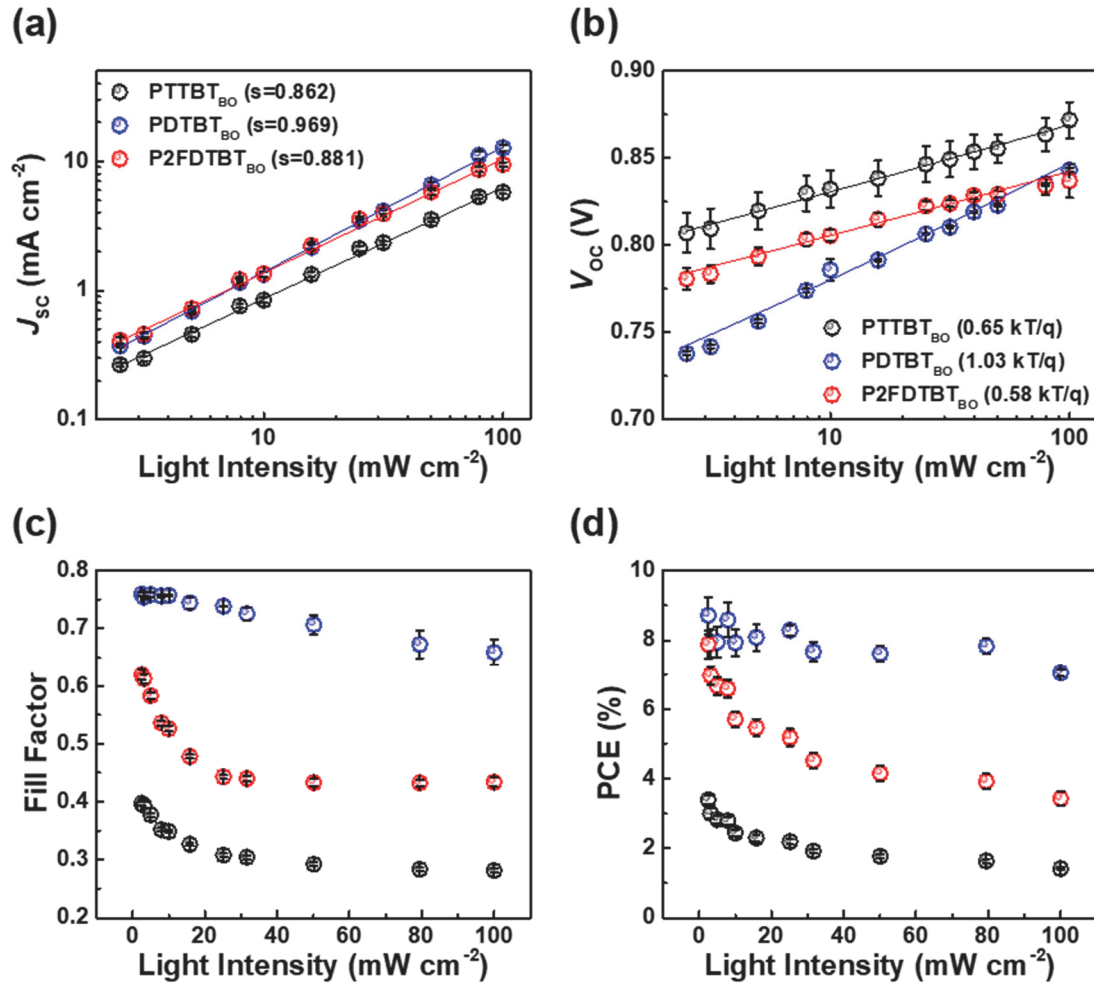 (a)
J_SC (mA cm⁻²)
10
1
0.1
PTTBT_BO (s=0.862)
PDTBT_BO (s=0.969)
P2FDTBT_BO (s=0.881)
10
100
Light Intensity (mW cm⁻²)
(b)
V_OC (V)
0.90
0.85
0.80
0.75
0.70
PTTBT_BO (0.65 kT/q)
PDTBT_BO (1.03 kT/q)
P2FDTBT_BO (0.58 kT/q)
10
100
Light Intensity (mW cm⁻²)
(c)
Fill Factor
0.8
0.7
0.6
0.5
0.4
0.3
0.2
0 20 40 60 80 100
Light Intensity (mW cm⁻²)
(d)
PCE (%)
10
8
6
4
2
0
0 20 40 60 80 100
Light Intensity (mW cm⁻²)